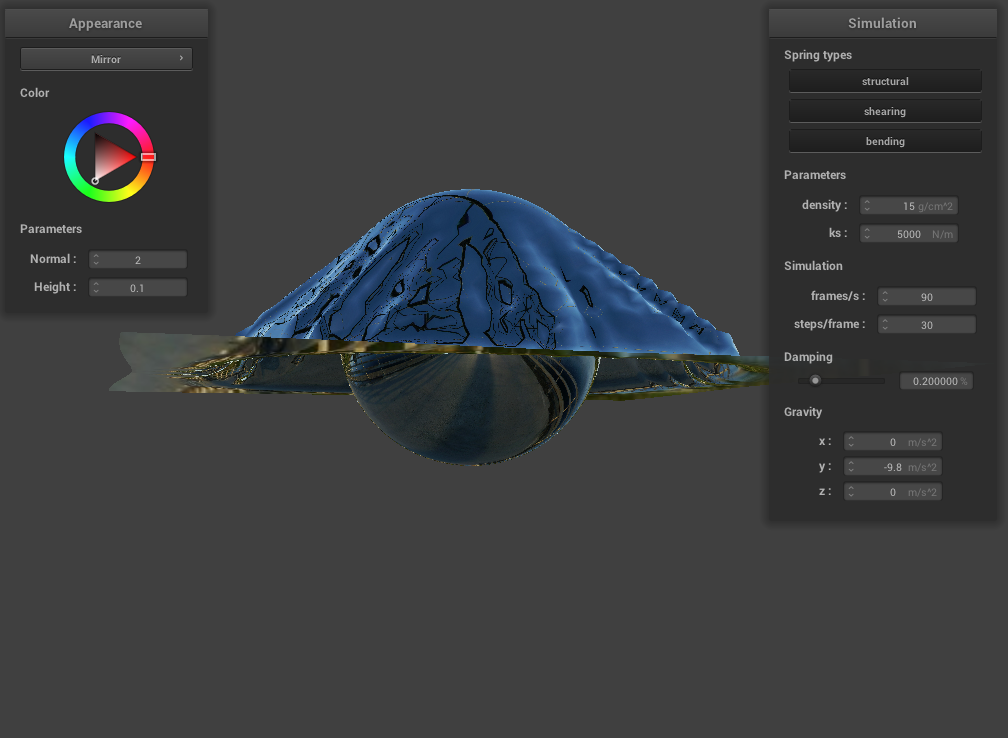 Appearance
Mirror
Color
Parameters
Normal : 2
Height : 0.1
Simulation
Spring types
structural
shearing
bending
Parameters
density : 15 g/cm^2
ks : 5000 N/m
Simulation
frames/s : 90
steps/frame : 30
Damping
0.200000 %
Gravity
x : 0 m/s^2
y : -9.8 m/s^2
z : 0 m/s^2